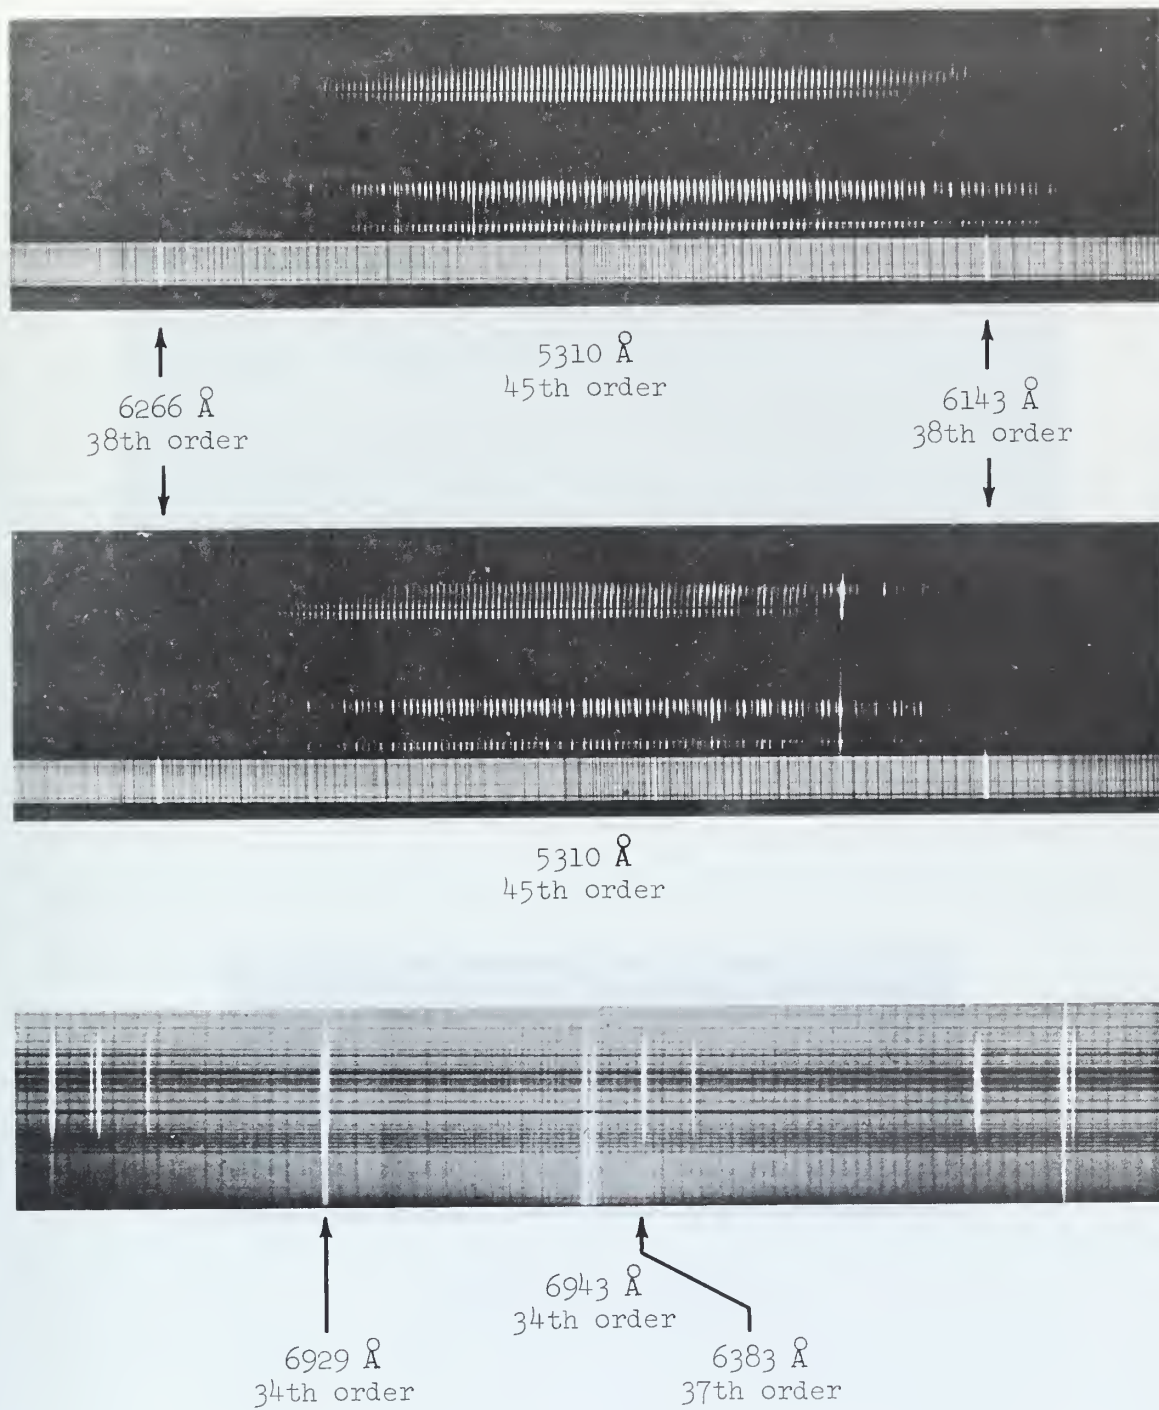 5310 Å
45th order
6266 Å
38th order
6143 Å
38th order
5310 Å
45th order
6943 Å
34th order
6929 Å
34th order
6383 Å
37th order